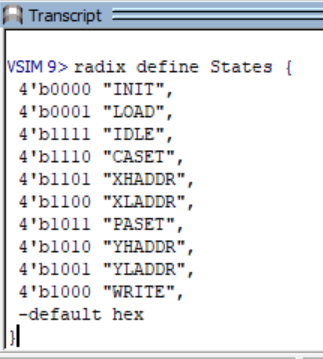 Transcript
VSIM 9> radix define States {
4'b0000 "INIT",
4'b0001 "LOAD",
4'b1111 "IDLE",
4'b1110 "CASET",
4'b1101 "XHADDR",
4'b1100 "XLADDR",
4'b1011 "PASET",
4'b1010 "YHADDR",
4'b1001 "YLADDR",
4'b1000 "WRITE",
-default hex
}